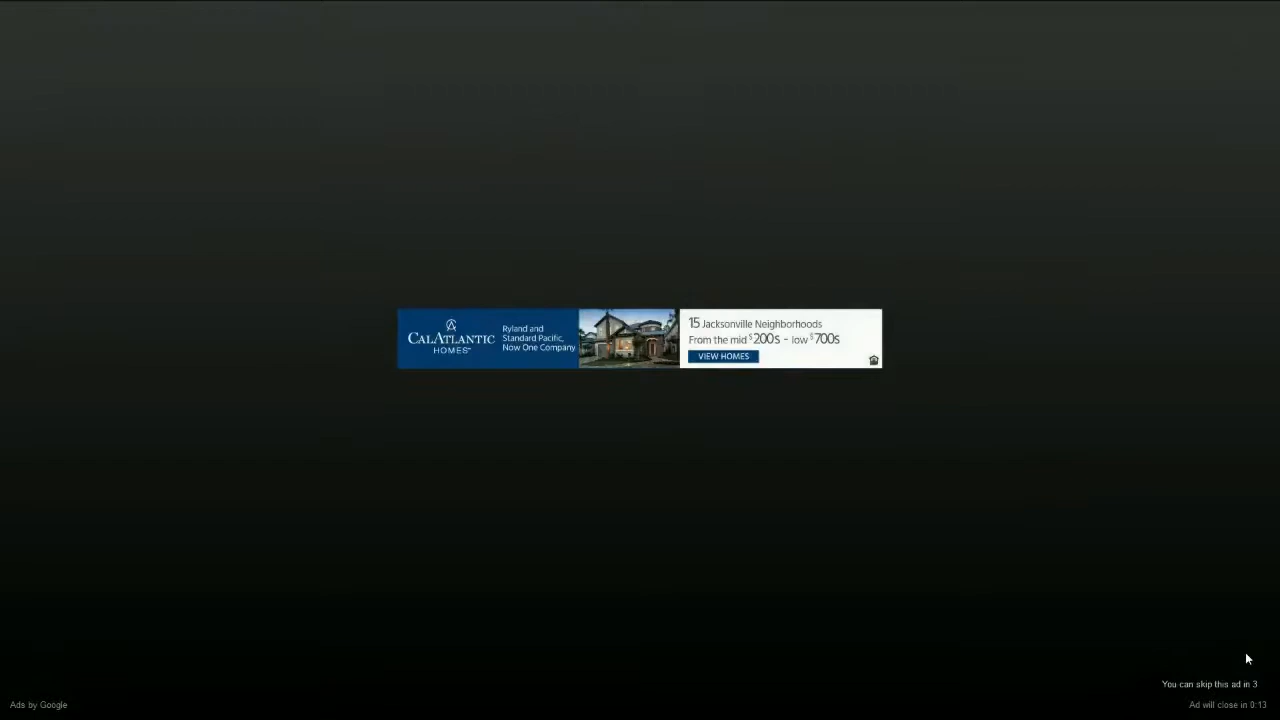 CALATLANTIC
HOMES™
Ryland and
Standard Pacific,
Now One Company
15 Jacksonville Neighborhoods
From the mid $200s - low $700s
VIEW HOMES
You can skip this ad in 3
Ads by Google
Ad will close in 0:13